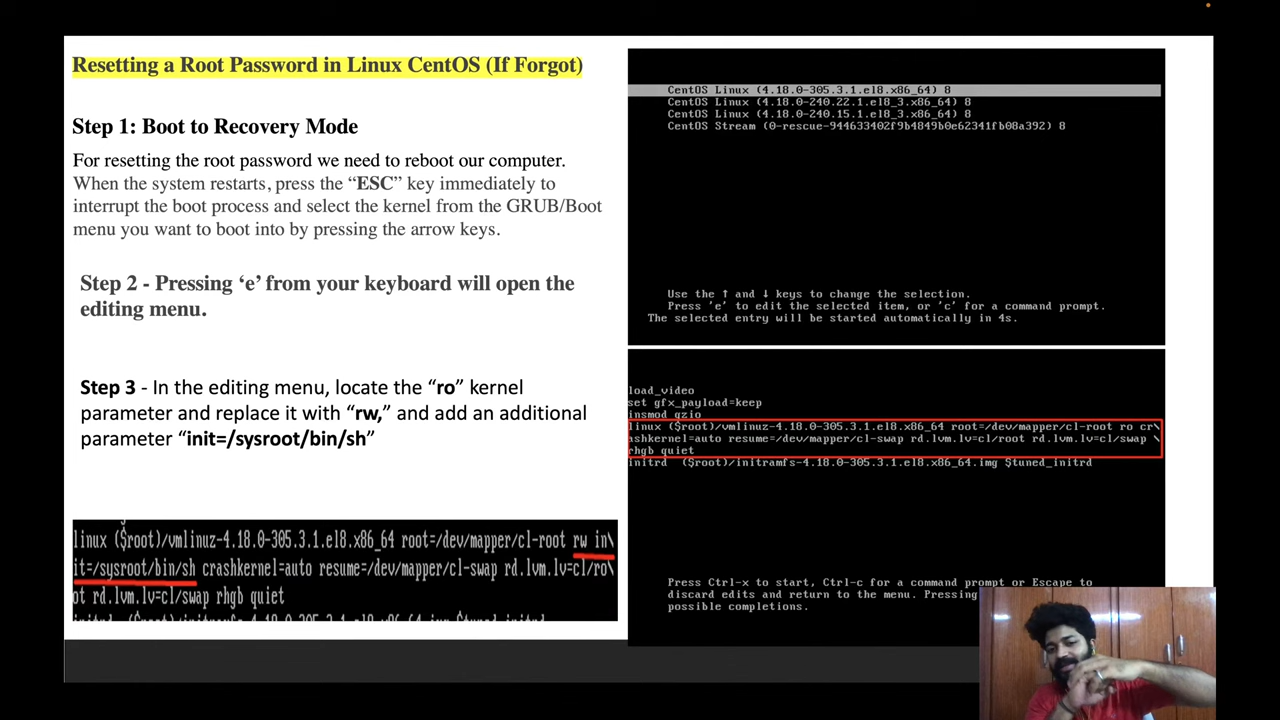 Resetting a Root Password in Linux CentOS (If Forgot)
Step 1: Boot to Recovery Mode
For resetting the root password we need to reboot our computer.
When the system restarts, press the “ESC” key immediately to
interrupt the boot process and select the kernel from the GRUB/Boot
menu you want to boot into by pressing the arrow keys.
Step 2 - Pressing ‘e’ from your keyboard will open the
editing menu.
Step 3 - In the editing menu, locate the “ro” kernel
parameter and replace it with “rw,” and add an additional
parameter “init=/sysroot/bin/sh”
linux ($root)/vmlinuz-4.18.0-305.3.1.el8.x86_64 root=/dev/mapper/cl-root rw in\
it=/sysroot/bin/sh crashkernel=auto resume=/dev/mapper/cl-swap rd.lvm.lv=cl/ro\
ot rd.lvm.lv=cl/swap rhgb quiet
CentOS Linux (4.18.0-305.3.1.el8.x86_64) 8
CentOS Linux (4.18.0-240.22.1.el8_3.x86_64) 8
CentOS Linux (4.18.0-240.15.1.el8_3.x86_64) 8
CentOS Stream (0-rescue-944633402f9b4849b0e62341fb08a392) 8
Use the ↑ and ↓ keys to change the selection.
Press 'e' to edit the selected item, or 'c' for a command prompt.
The selected entry will be started automatically in 4s.
load_video
set gfx_payload=keep
insmod gzio
linux ($root)/vmlinuz-4.18.0-305.3.1.el8.x86_64 root=/dev/mapper/cl-root ro cr\
ashkernel=auto resume=/dev/mapper/cl-swap rd.lvm.lv=cl/root rd.lvm.lv=cl/swap \
rhgb quiet
initrd ($root)/initramfs-4.18.0-305.3.1.el8.x86_64.img $tuned_initrd
Press Ctrl-x to start, Ctrl-c for a command prompt or Escape to
discard edits and return to the menu. Pressing
possible completions.